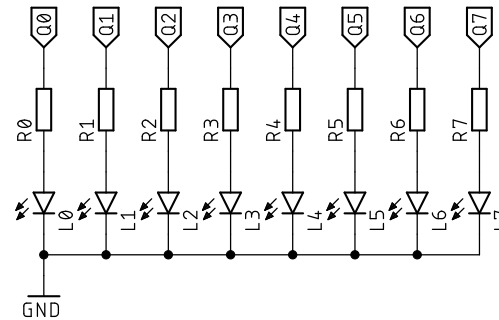 Q0 Q1 Q2 Q3 Q4 Q5 Q6 Q7
R0 R1 R2 R3 R4 R5 R6 R7
L0 L1 L2 L3 L4 L5 L6 L7
GND